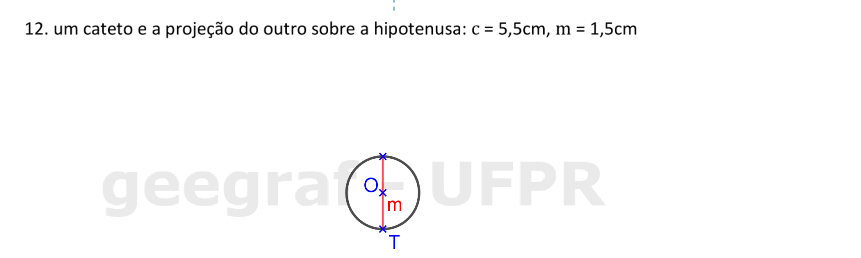 12. um cateto e a projeção do outro sobre a hipotenusa: c = 5,5cm, m = 1,5cm
geegraf - UFPR
O
m
T